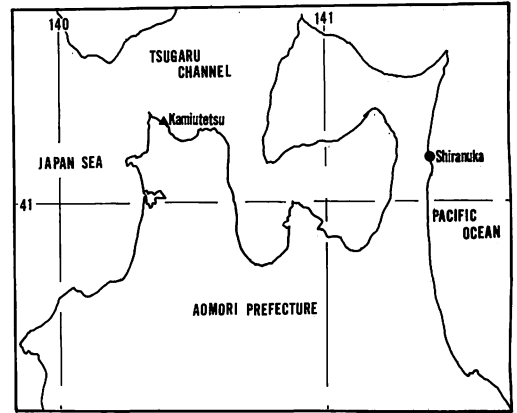 140
141
TSUGARU
CHANNEL
Kamiutetsu
JAPAN SEA
Shiranuka
41
PACIFIC
OCEAN
AOMORI PREFECTURE